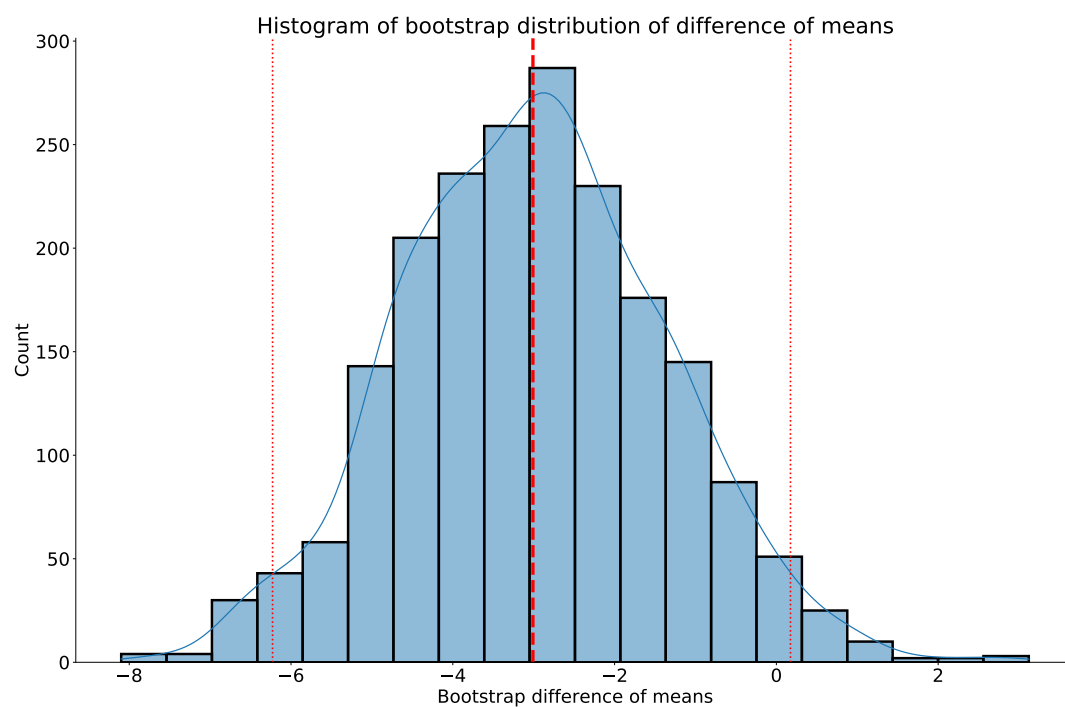 Histogram of bootstrap distribution of difference of means
300
250
200
150
100
50
0
Count
−8 −6 −4 −2 0 2
Bootstrap difference of means